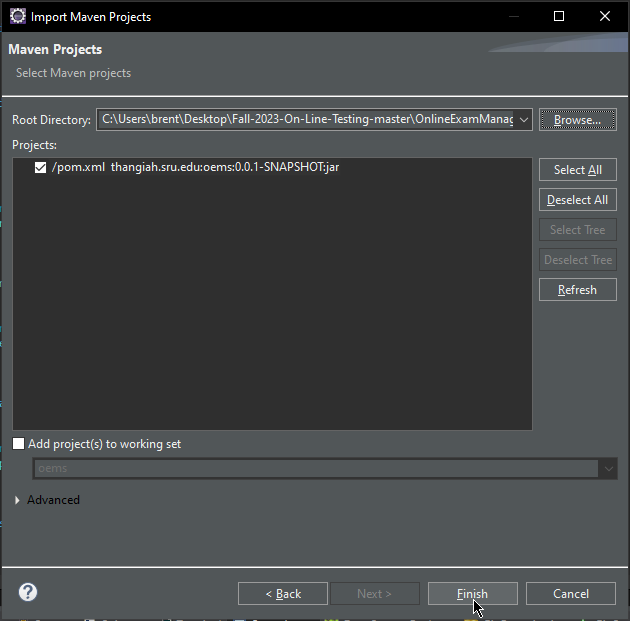 Import Maven Projects
Maven Projects
Select Maven projects
Root Directory: C:\Users\brent\Desktop\Fall-2023-On-Line-Testing-master\OnlineExamManag Browse...
Projects:
/pom.xml thangiah.sru.edu:oems:0.0.1-SNAPSHOT:jar
Select All
Deselect All
Select Tree
Deselect Tree
Refresh
Add project(s) to working set
oems
Advanced
? < Back Next > Finish Cancel